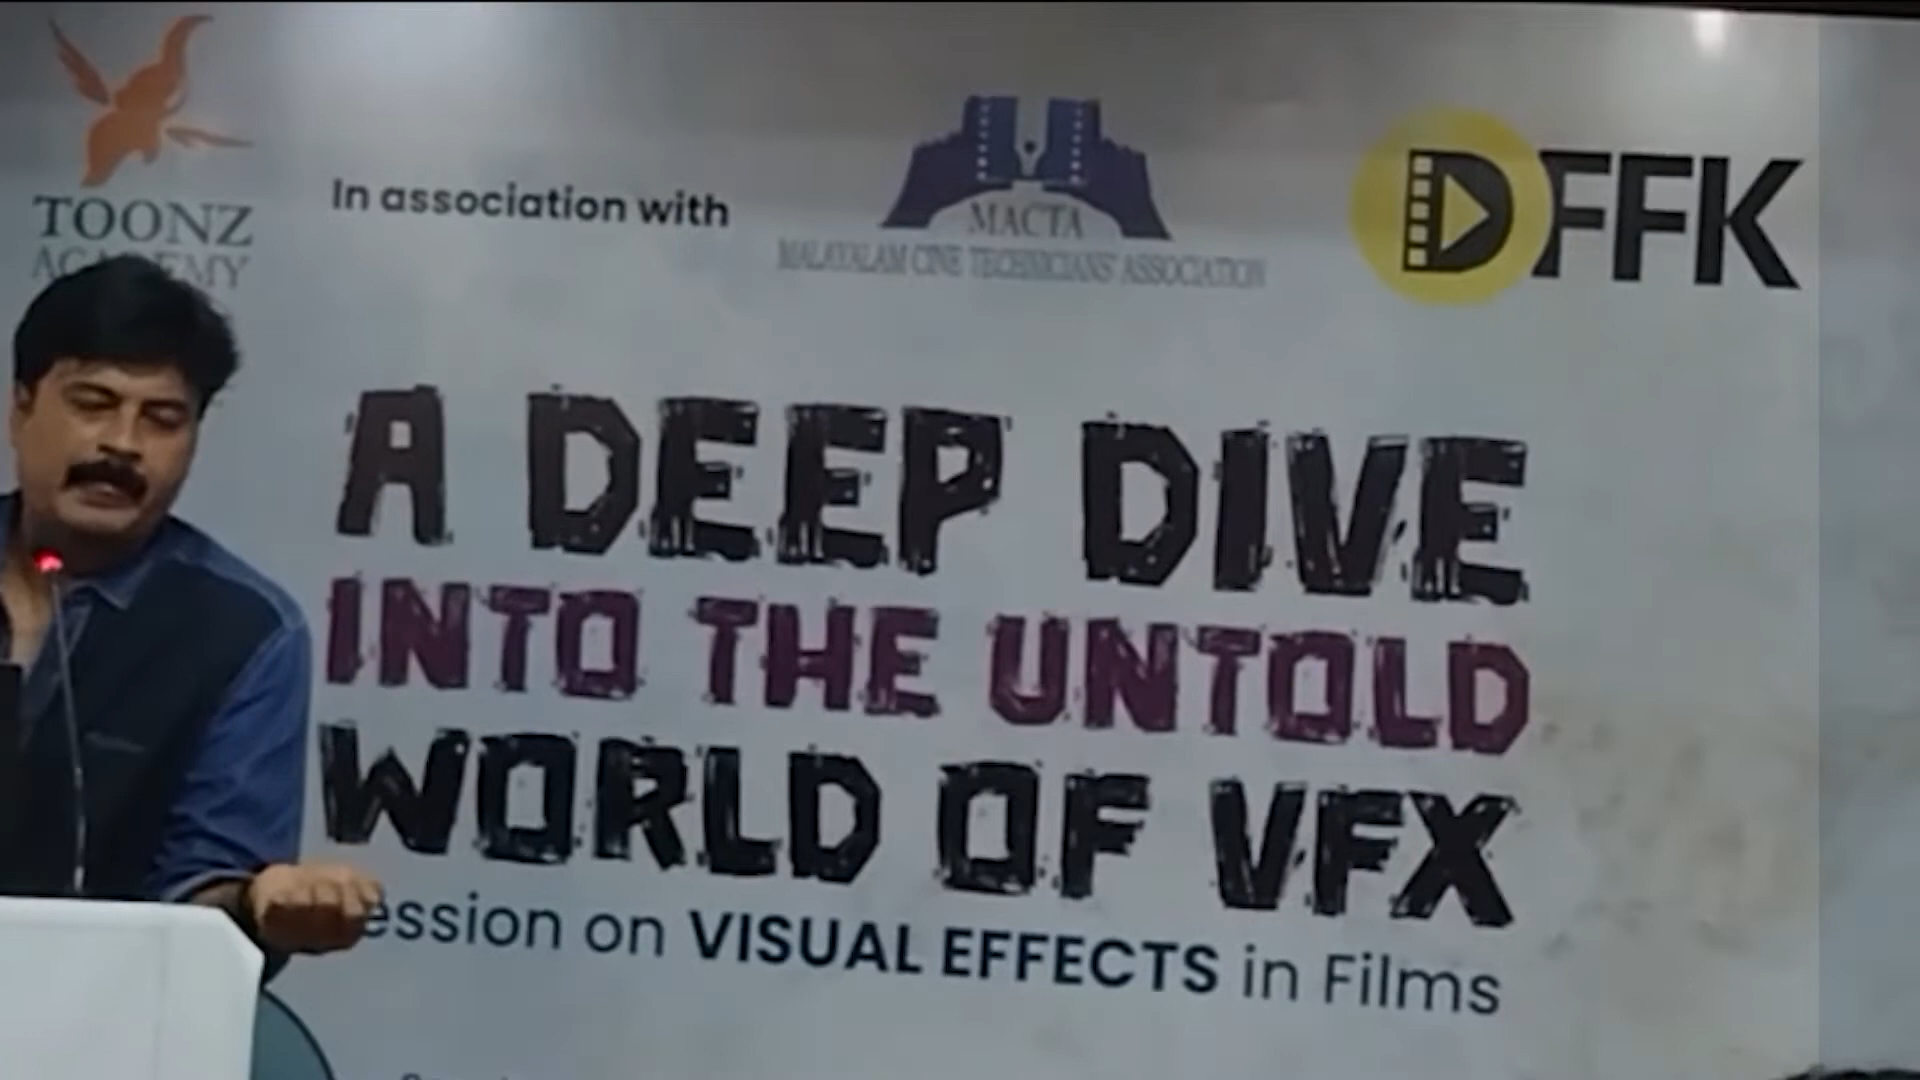 TOONZ
ACADEMY
In association with
MACTA
MALAYALAM CINE TECHNICIANS' ASSOCIATION
DFFK
A DEEP DIVE
INTO THE UNTOLD
WORLD OF VFX
ession on VISUAL EFFECTS in Films